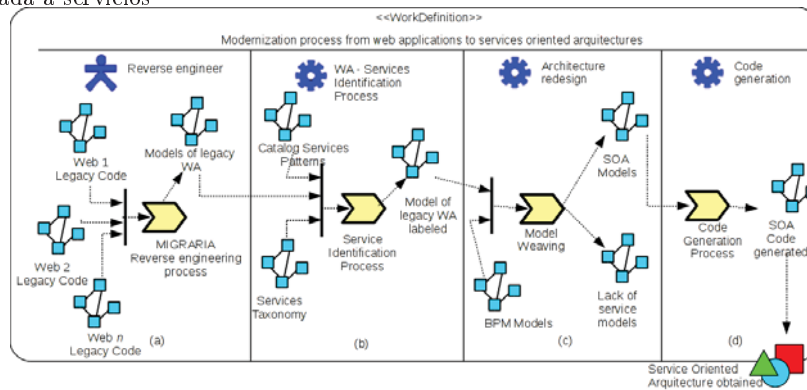 ada a servicios
<<WorkDefinition>>
Modernization process from web applications to services oriented arquitectures
Reverse engineer
WA - Services
Identification
Process
Architecture
redesign
Code
generation
Web 1
Legacy Code
Models of legacy
WA
Web 2
Legacy Code
MIGRARIA
Reverse engineering
process
Web n
Legacy Code
(a)
Catalog Services
Patterns
Model of
legacy WA
labeled
Service
Identification
Process
Services
Taxonomy
(b)
SOA
Models
Model
Weaving
BPM Models
Lack of
service
models
(c)
Code
Generation
Process
SOA
Code
generated
(d)
Service Oriented
Arquitecture obtained